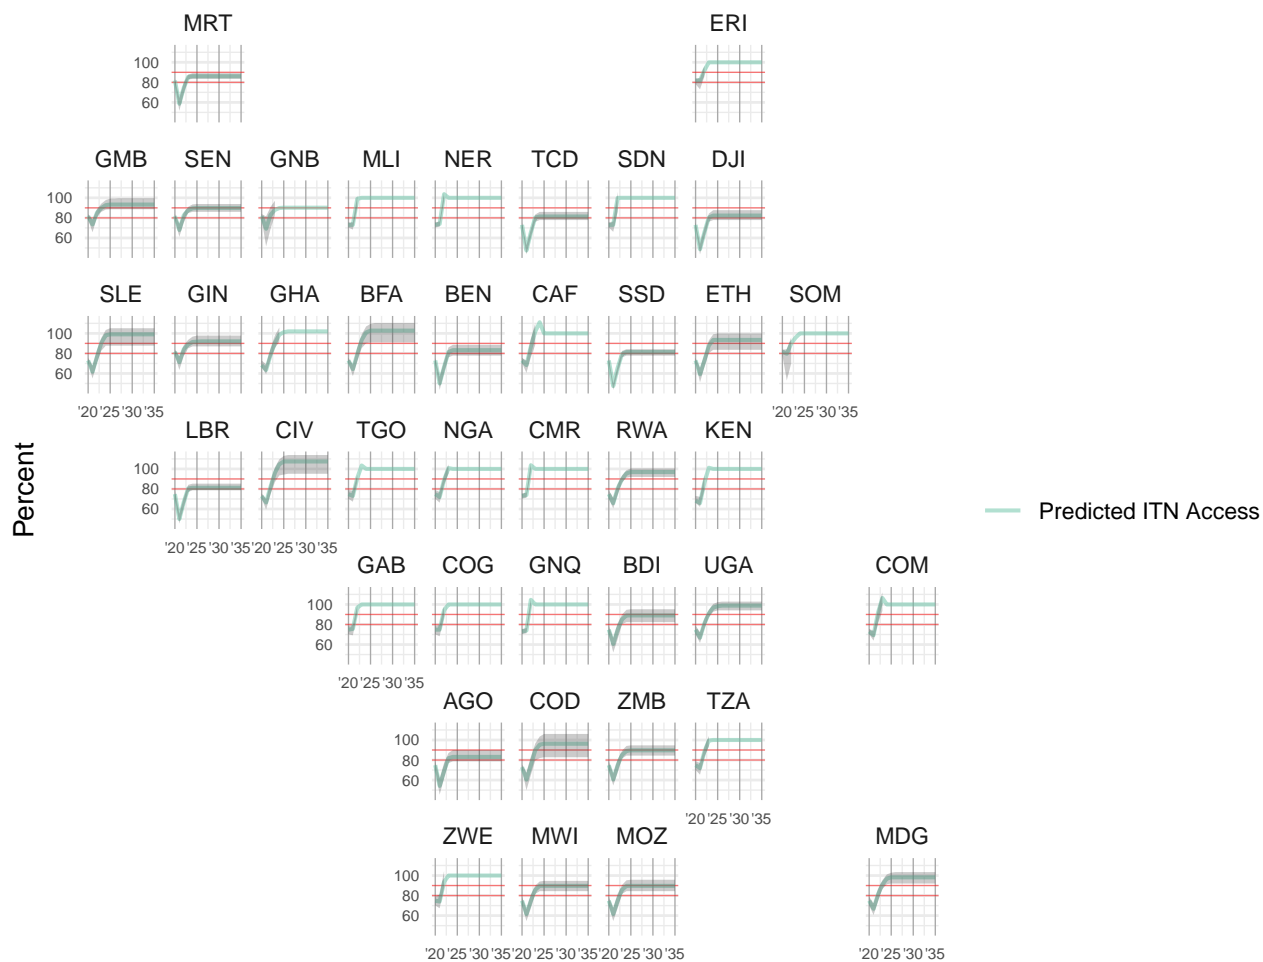 MRT ERI
100
80
60
GMB SEN GNB MLI NER TCD SDN DJI
100
80
60
SLE GIN GHA BFA BEN CAF SSD ETH SOM
100
80
60
'20 '25 '30 '35 '20 '25 '30 '35
LBR CIV TGO NGA CMR RWA KEN
100
80
60
Percent
Predicted ITN Access
'20 '25 '30 '35 '20 '25 '30 '35
GAB COG GNQ BDI UGA COM
100
80
60
'20 '25 '30 '35
AGO COD ZMB TZA
100
80
60
'20 '25 '30 '35
ZWE MWI MOZ MDG
100
80
60
'20 '25 '30 '35 '20 '25 '30 '35 '20 '25 '30 '35 '20 '25 '30 '35